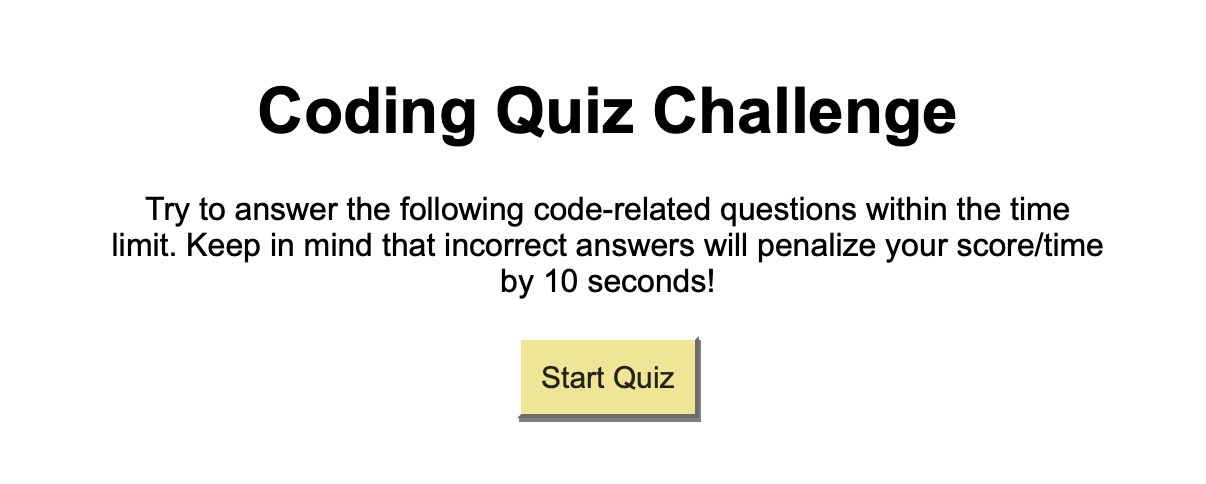 Coding Quiz Challenge
Try to answer the following code-related questions within the time
limit. Keep in mind that incorrect answers will penalize your score/time
by 10 seconds!
Start Quiz